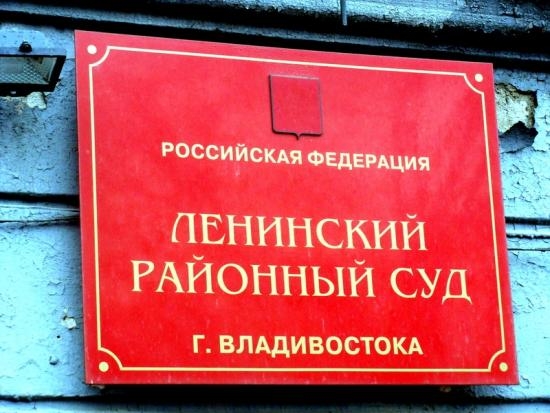 РОССИЙСКАЯ ФЕДЕРАЦИЯ
ЛЕНИНСКИЙ
РАЙОННЫЙ СУД
Г. ВЛАДИВОСТОКА